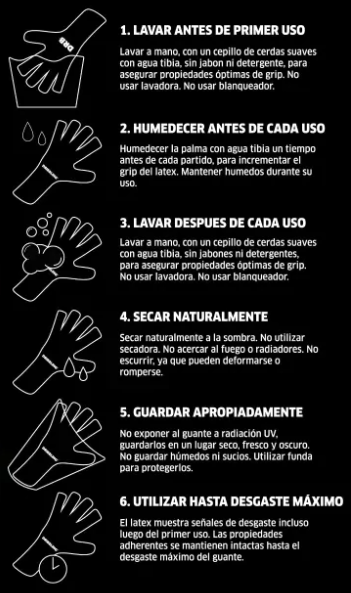 DRB
1. LAVAR ANTES DE PRIMER USO
Lavar a mano, con un cepillo de cerdas suaves
con agua tibia, sin jabon ni detergente, para
asegurar propiedades óptimas de grip. No
usar lavadora. No usar blanqueador.
2. HUMEDECER ANTES DE CADA USO
Humedecer la palma con agua tibia un tiempo
antes de cada partido, para incrementar el
grip del latex. Mantener humedos durante su
uso.
3. LAVAR DESPUES DE CADA USO
Lavar a mano, con un cepillo de cerdas suaves
con agua tibia, sin jabones ni detergentes,
para asegurar propiedades óptimas de grip.
No usar lavadora. No usar blanqueador.
4. SECAR NATURALMENTE
Secar naturalmente a la sombra. No utilizar
secadora. No acercar al fuego o radiadores. No
escurrir, ya que pueden deformarse o
romperse.
5. GUARDAR APROPIADAMENTE
No exponer al guante a radiación UV,
guardarlos en un lugar seco, fresco y oscuro.
No guardar húmedos ni sucios. Utilizar funda
para protegerlos.
6. UTILIZAR HASTA DESGASTE MÁXIMO
El latex muestra señales de desgaste incluso
luego del primer uso. Las propiedades
adherentes se mantienen intactas hasta el
desgaste máximo del guante.